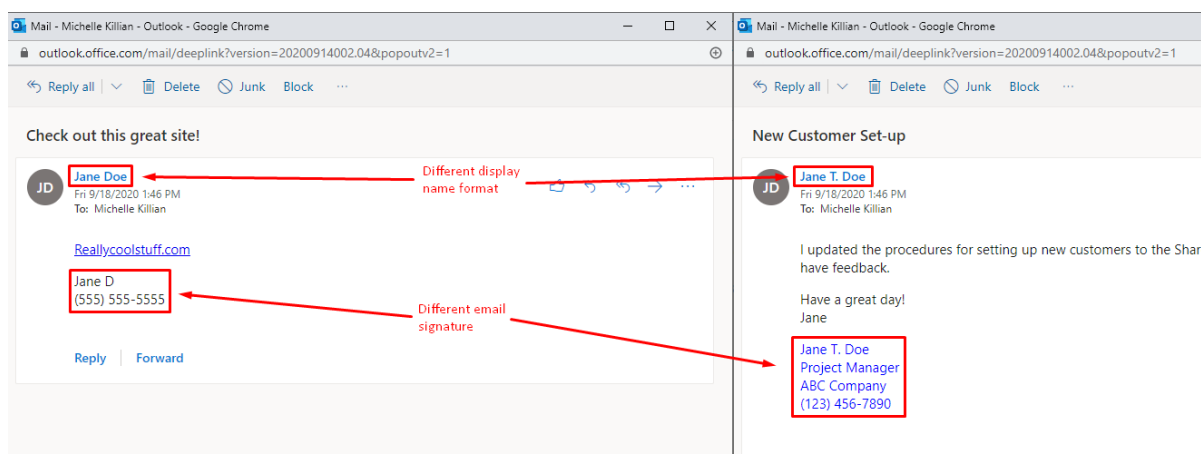 Mail - Michelle Killian - Outlook - Google Chrome
outlook.office.com/mail/deeplink?version=20200914002.04&popoutv2=1
Reply all
Delete
Junk
Block
Check out this great site!
JD
Jane Doe
Fri 9/18/2020 1:46 PM
To: Michelle Killian
Reallycoolstuff.com
Jane D
(555) 555-5555
Reply
Forward
Different display
name format
Different email
signature
Mail - Michelle Killian - Outlook - Google Chrome
outlook.office.com/mail/deeplink?version=20200914002.04&popoutv2=1
Reply all
Delete
Junk
Block
New Customer Set-up
JD
Jane T. Doe
Fri 9/18/2020 1:46 PM
To: Michelle Killian
I updated the procedures for setting up new customers to the Shar
have feedback.
Have a great day!
Jane
Jane T. Doe
Project Manager
ABC Company
(123) 456-7890